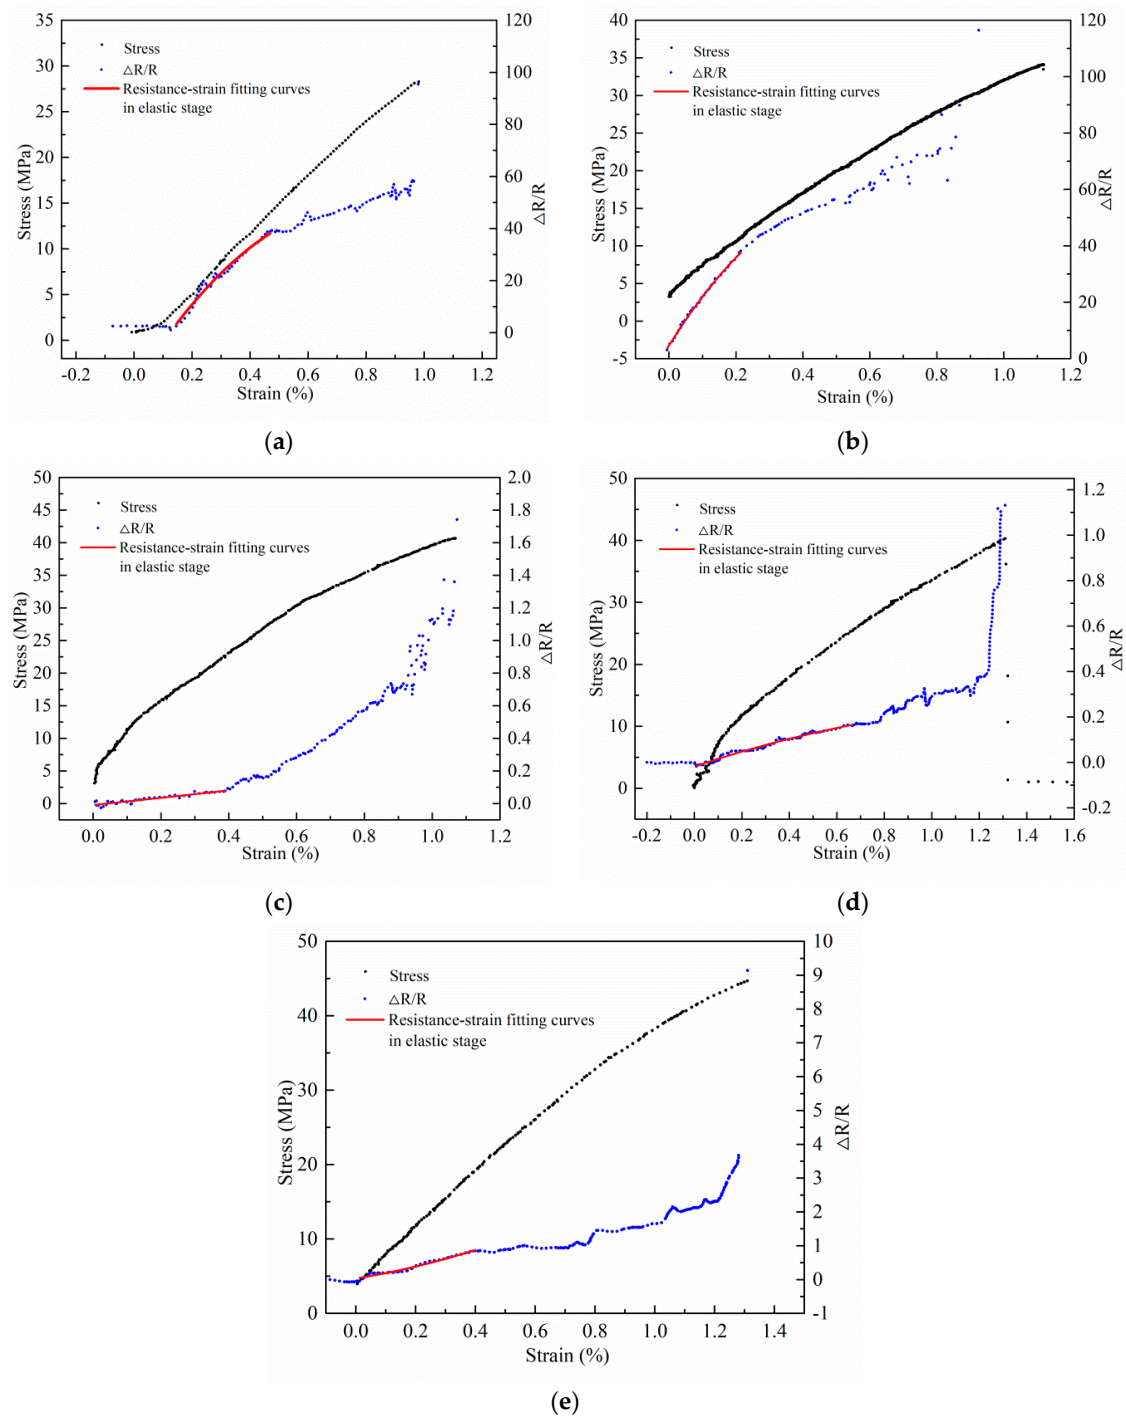 35
30
25
20
15
10
5
0
Stress (MPa)
Stress
△R/R
Resistance-strain fitting curves
in elastic stage
120
100
80
60
40
20
0
△R/R
-0.2 0.0 0.2 0.4 0.6 0.8 1.0 1.2
Strain (%)
(a)
40
35
30
25
20
15
10
5
0
-5
Stress (MPa)
Stress
△R/R
Resistance-strain fitting curves
in elastic stage
120
100
80
60
40
20
0
△R/R
0.0 0.2 0.4 0.6 0.8 1.0 1.2
Strain (%)
(b)
50
45
40
35
30
25
20
15
10
5
0
Stress (MPa)
Stress
△R/R
Resistance-strain fitting curves
in elastic stage
2.0
1.8
1.6
1.4
1.2
1.0
0.8
0.6
0.4
0.2
0.0
△R/R
0.0 0.2 0.4 0.6 0.8 1.0 1.2
Strain (%)
(c)
50
40
30
20
10
0
Stress (MPa)
Stress
△R/R
Resistance-strain fitting curves
in elastic stage
1.2
1.0
0.8
0.6
0.4
0.2
0.0
-0.2
△R/R
-0.2 0.0 0.2 0.4 0.6 0.8 1.0 1.2 1.4 1.6
Strain (%)
(d)
50
40
30
20
10
0
Stress (MPa)
Stress
△R/R
Resistance-strain fitting curves
in elastic stage
10
9
8
7
6
5
4
3
2
1
0
-1
△R/R
0.0 0.2 0.4 0.6 0.8 1.0 1.2 1.4
Strain (%)
(e)